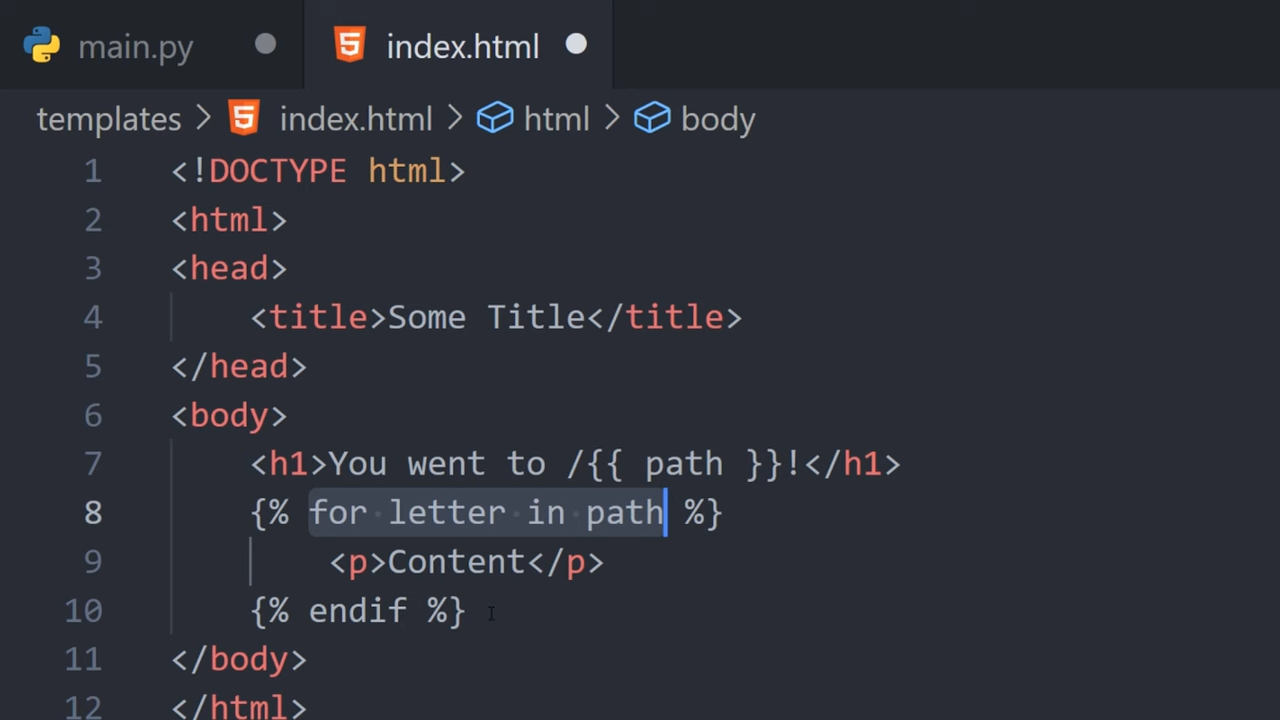 main.py index.html
templates > index.html > html > body
1 <!DOCTYPE html>
2 <html>
3 <head>
4 <title>Some Title</title>
5 </head>
6 <body>
7 <h1>You went to /{{ path }}!</h1>
8 {% for letter in path %}
9 <p>Content</p>
10 {% endif %}
11 </body>
12 </html>